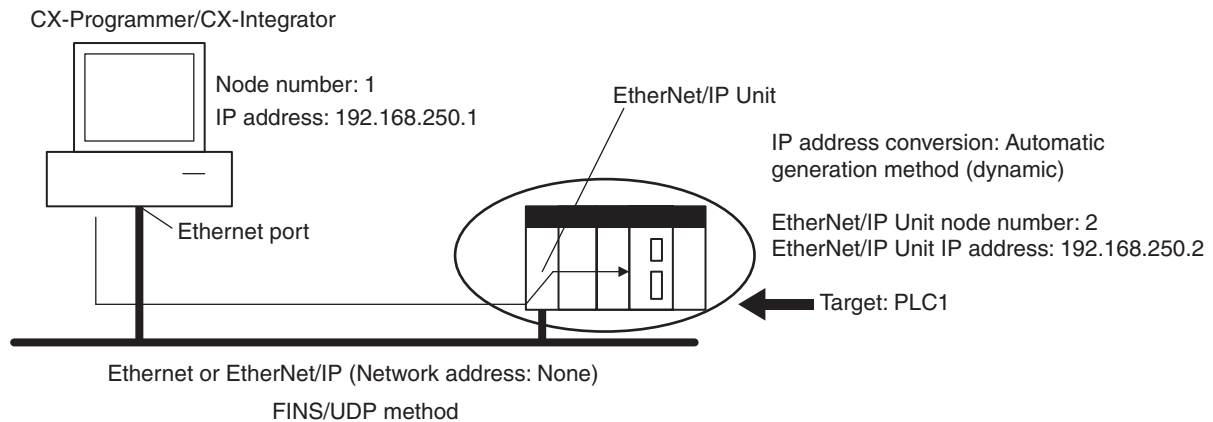 CX-Programmer/CX-Integrator
Node number: 1
IP address: 192.168.250.1
Ethernet port
EtherNet/IP Unit
IP address conversion: Automatic
generation method (dynamic)
EtherNet/IP Unit node number: 2
EtherNet/IP Unit IP address: 192.168.250.2
Target: PLC1
Ethernet or EtherNet/IP (Network address: None)
FINS/UDP method